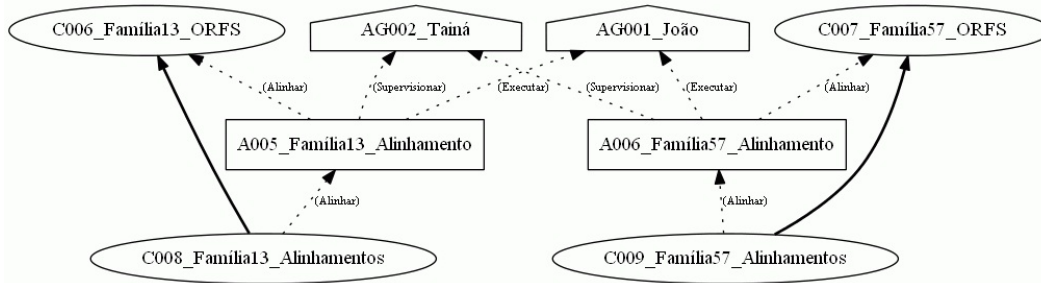 C006_Família13_ORFS
AG002_Tainá
AG001_João
C007_Família57_ORFS
(Alinhar)
(Supervisionar)
(Executar)
(Supervisionar)
(Executar)
(Alinhar)
A005_Família13_Alinhamento
A006_Família57_Alinhamento
(Alinhar)
(Alinhar)
C008_Família13_Alinhamentos
C009_Família57_Alinhamentos